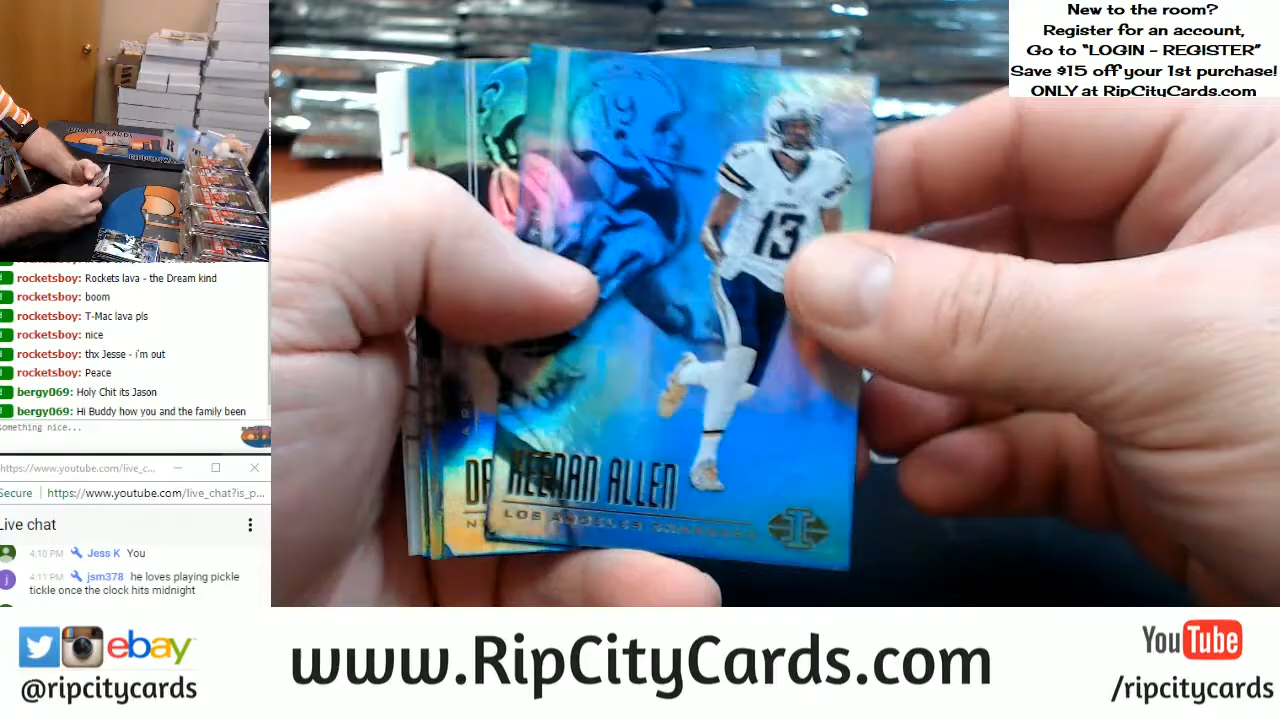 New to the room?
Register for an account,
Go to "LOGIN - REGISTER"
Save $15 off your 1st purchase!
ONLY at RipCityCards.com
rocketsboy: Rockets lava - the Dream kind
rocketsboy: boom
rocketsboy: T-Mac lava pls
rocketsboy: nice
rocketsboy: thx Jesse - i'm out
rocketsboy: Peace
bergy069: Holy Chit its Jason
bergy069: Hi Buddy how you and the family been
something nice...
https://www.youtube.com/live_c...
Secure https://www.youtube.com/live_chat?is_p...
Live chat
4:10 PM Jess K You
4:11 PM jsm378 he loves playing pickle
tickle once the clock hits midnight
13
KEENAN ALLEN
LOS ANGELES CHARGERS
ebay
@ripcitycards
www.RipCityCards.com
YouTube
/ripcitycards